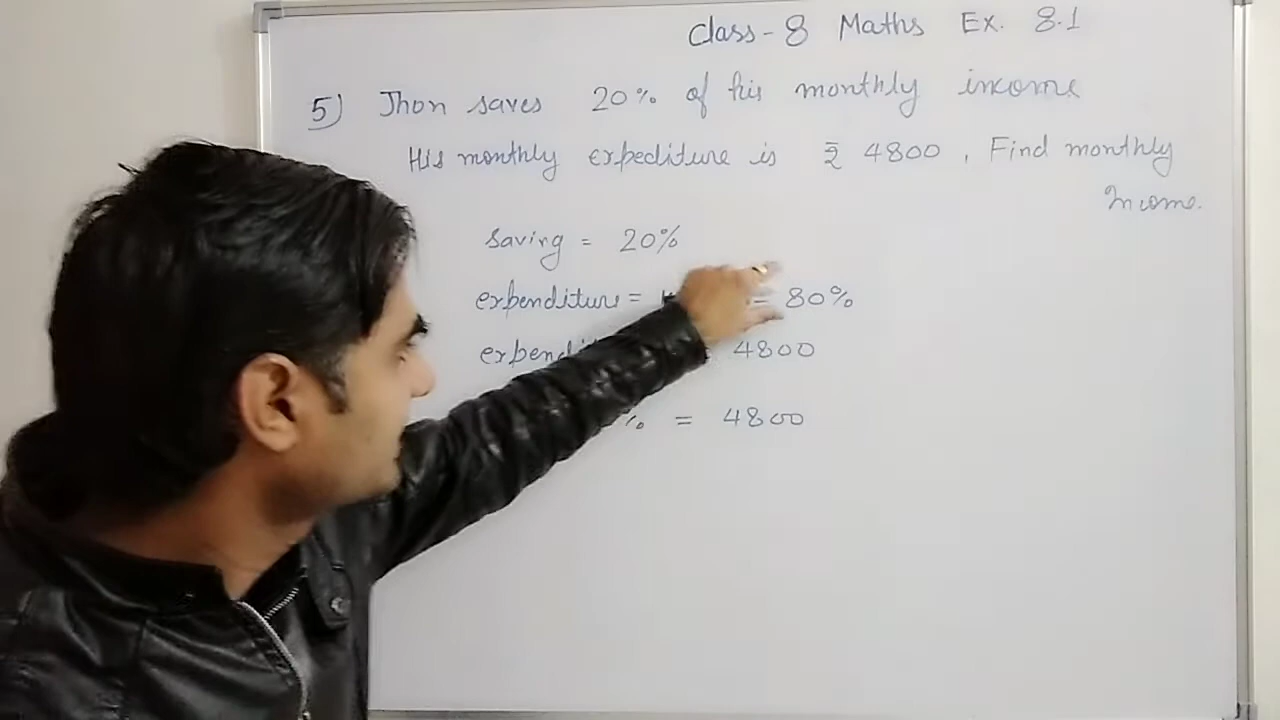 Class-8 Maths Ex. 8.1
5) Jhon saves 20% of his monthly income
His monthly expediture is ₹ 4800 , Find monthly
Income.
saving = 20%
expenditure = = 80%
4800
% = 4800